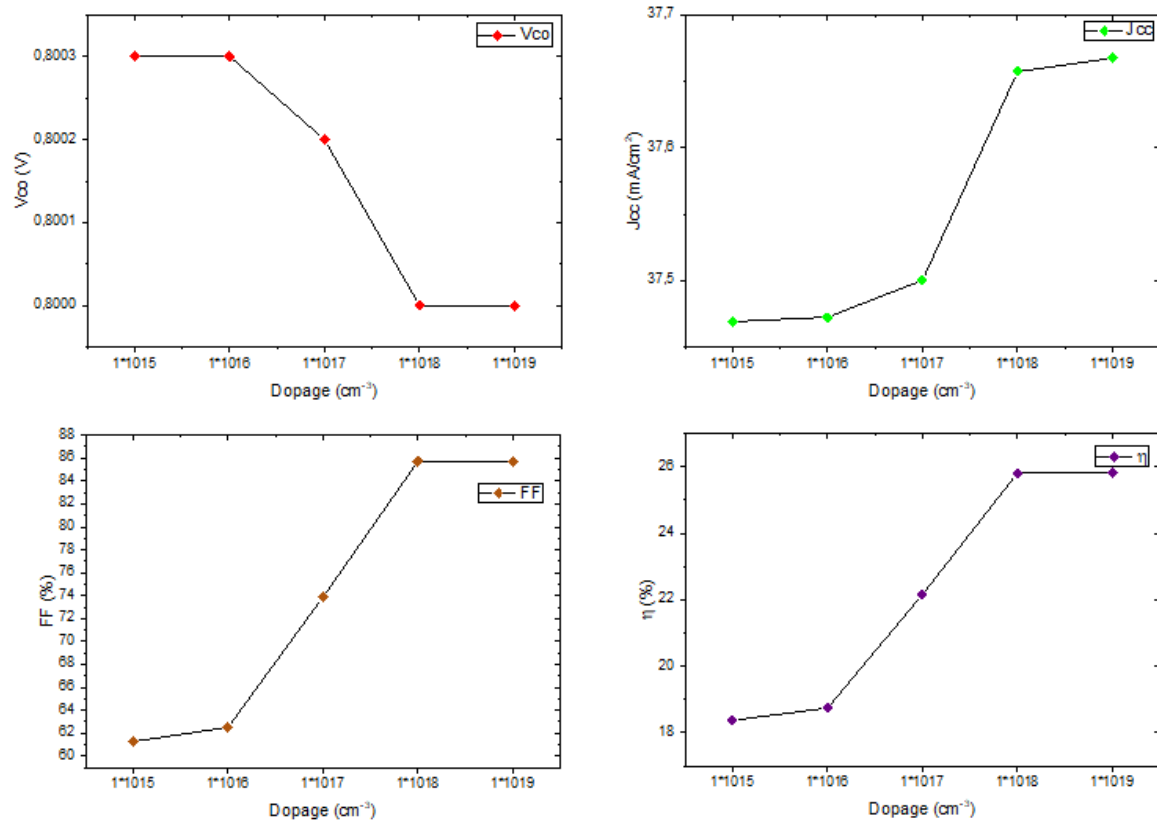 Vco
0,8003
0,8002
0,8001
0,8000
Vco (V)
1*1015 1*1016 1*1017 1*1018 1*1019
Dopage (cm⁻³)
Jcc
37,7
37,6
37,5
Jcc (mA/cm²)
1*1015 1*1016 1*1017 1*1018 1*1019
Dopage (cm⁻³)
FF
88
86
84
82
80
78
76
74
72
70
68
66
64
62
60
FF (%)
1*1015 1*1016 1*1017 1*1018 1*1019
Dopage (cm⁻³)
η
26
24
22
20
18
η (%)
1*1015 1*1016 1*1017 1*1018 1*1019
Dopage (cm⁻³)